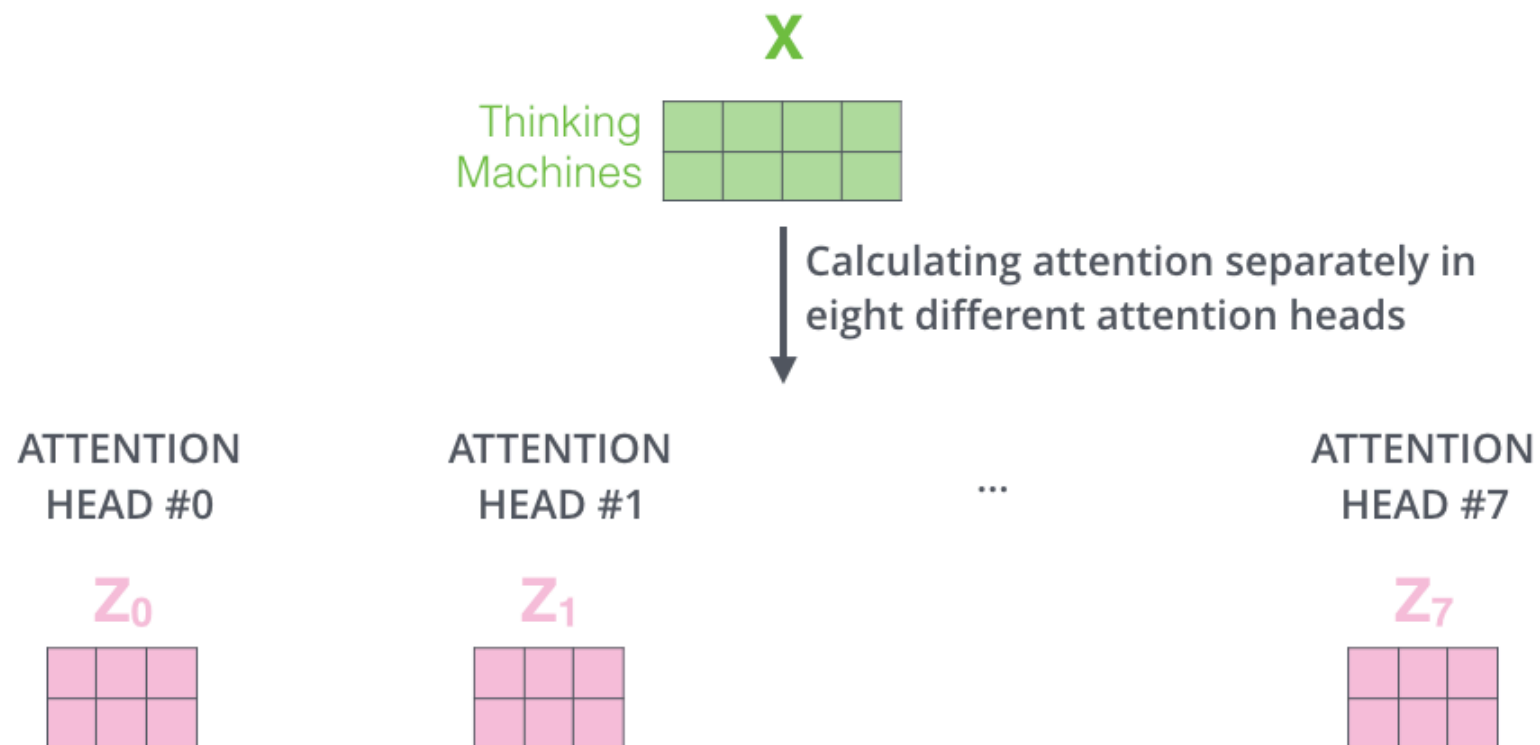 X
Thinking
Machines
Calculating attention separately in
eight different attention heads
ATTENTION
HEAD #0
ATTENTION
HEAD #1
...
ATTENTION
HEAD #7
Z0
Z1
Z7